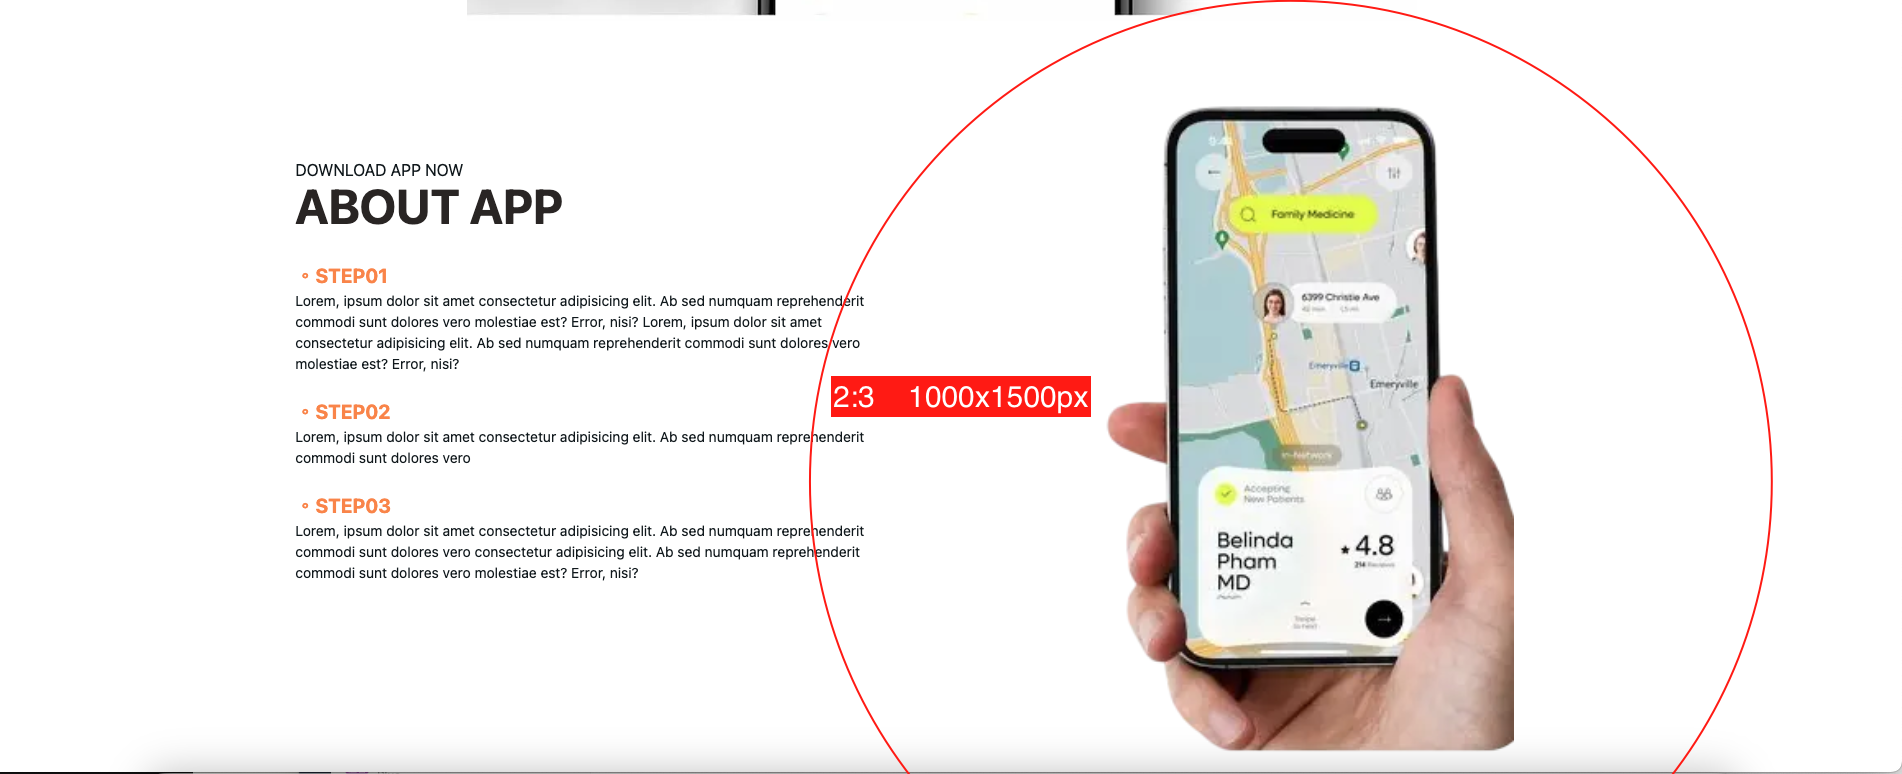 DOWNLOAD APP NOW
ABOUT APP
STEP01
Lorem, ipsum dolor sit amet consectetur adipisicing elit. Ab sed numquam reprehenderit
commodi sunt dolores vero molestiae est? Error, nisi? Lorem, ipsum dolor sit amet
consectetur adipisicing elit. Ab sed numquam reprehenderit commodi sunt dolores vero
molestiae est? Error, nisi?
STEP02
Lorem, ipsum dolor sit amet consectetur adipisicing elit. Ab sed numquam reprehenderit
commodi sunt dolores vero
STEP03
Lorem, ipsum dolor sit amet consectetur adipisicing elit. Ab sed numquam reprehenderit
commodi sunt dolores vero consectetur adipisicing elit. Ab sed numquam reprehenderit
commodi sunt dolores vero molestiae est? Error, nisi?
2:3 1000x1500px
Family Medicine
6399 Christie Ave
Emeryville
Emeryville
In-Network
Accepting
New Patients
Belinda
Pham
MD
4.8
214 Reviews